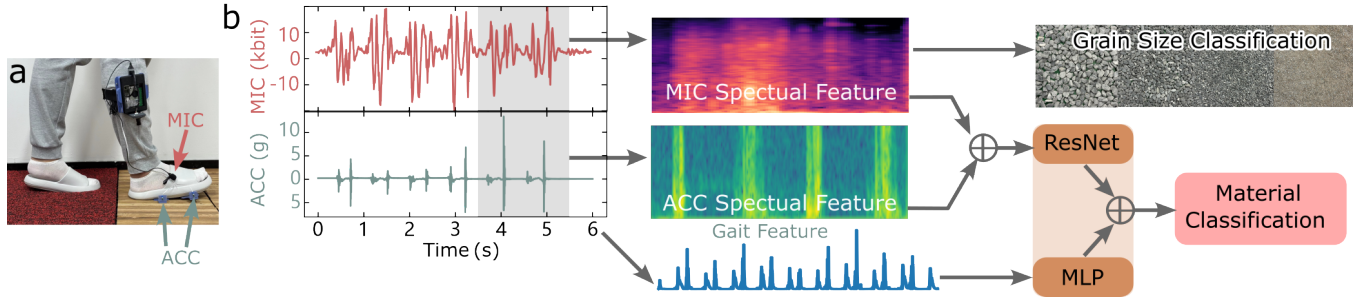 a
MIC
ACC
b
MIC (kbit)
10
0
-10
ACC (g)
10
5
0
5
0 1 2 3 4 5 6
Time (s)
MIC Spectual Feature
ACC Spectual Feature
Gait Feature
Grain Size Classification
ResNet
MLP
Material
Classification